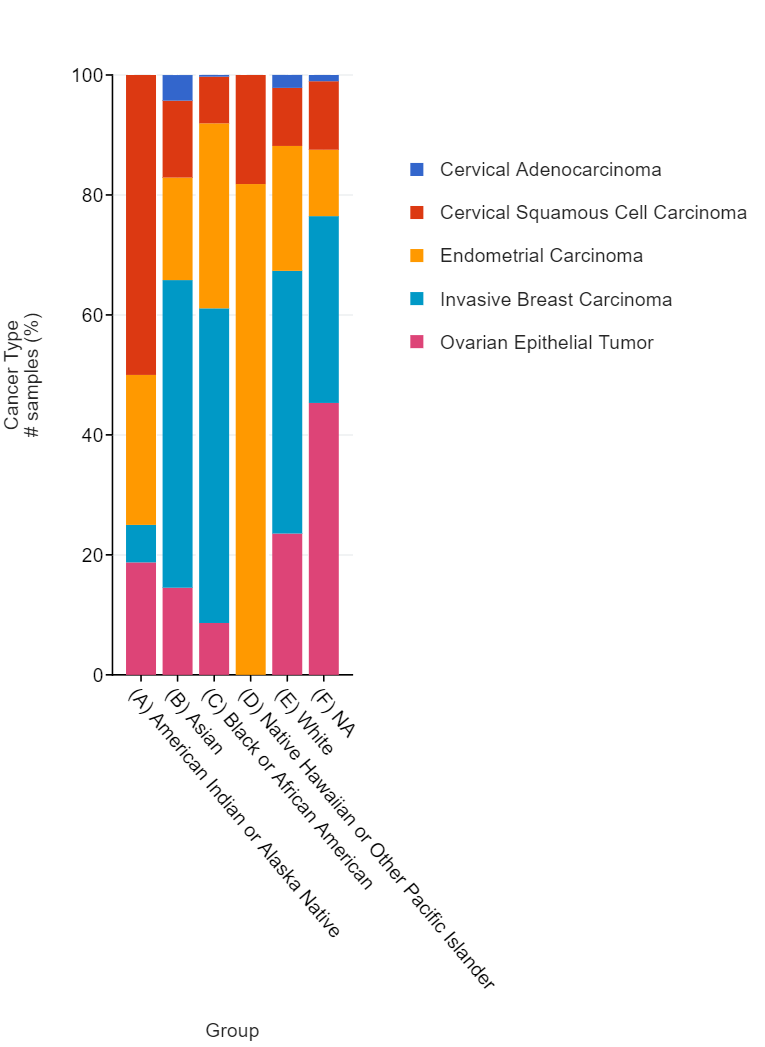 100
80
60
40
20
0
Cancer Type
# samples (%)
Cervical Adenocarcinoma
Cervical Squamous Cell Carcinoma
Endometrial Carcinoma
Invasive Breast Carcinoma
Ovarian Epithelial Tumor
(A) American Indian or Alaska Native
(B) Asian
(C) Black or African American
(D) Native Hawaiian or Other Pacific Islander
(E) White
(F) NA
Group